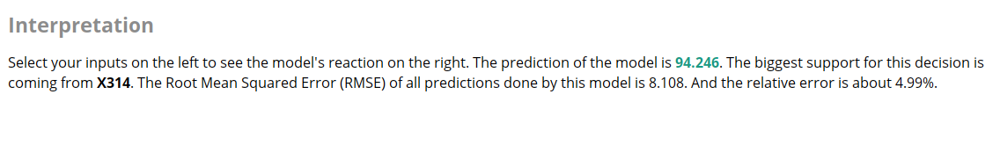 Interpretation
Select your inputs on the left to see the model's reaction on the right. The prediction of the model is 94.246. The biggest support for this decision is
coming from X314. The Root Mean Squared Error (RMSE) of all predictions done by this model is 8.108. And the relative error is about 4.99%.